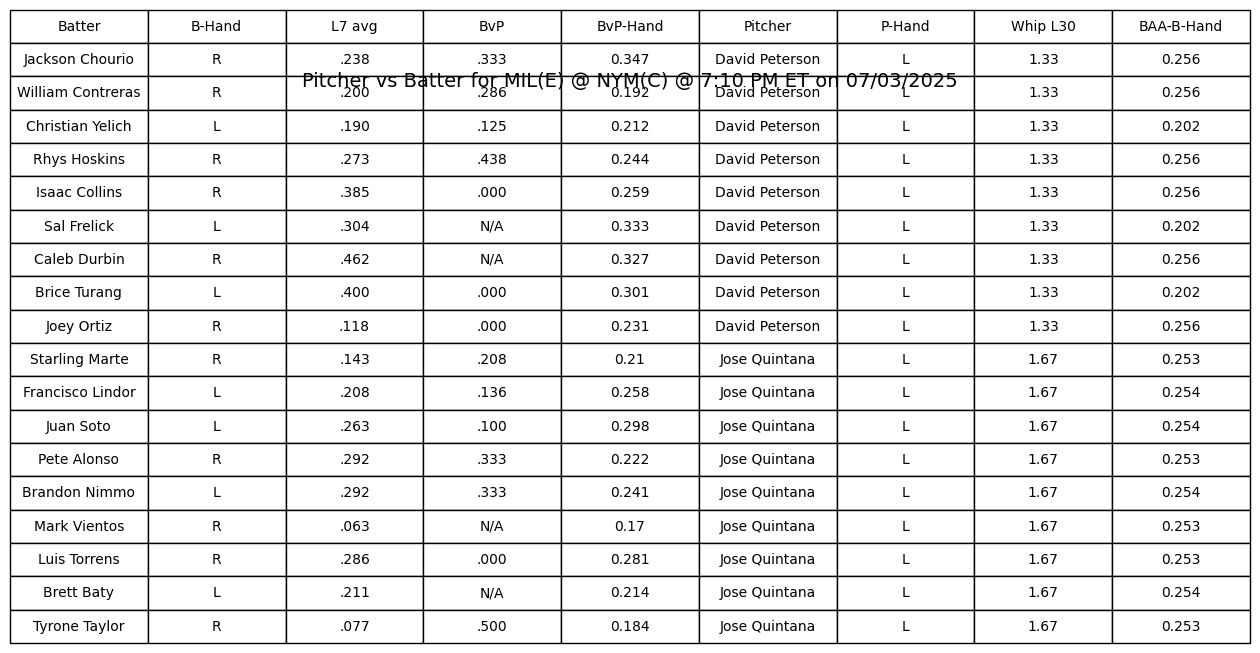 Batter B-Hand L7 avg BvP BvP-Hand Pitcher P-Hand Whip L30 BAA-B-Hand
Jackson Chourio R .238 .333 0.347 David Peterson L 1.33 0.256
Pitcher vs Batter for MIL(E) @ NYM(C) @ 7:10 PM ET on 07/03/2025
William Contreras R .200 .286 0.192 David Peterson L 1.33 0.256
Christian Yelich L .190 .125 0.212 David Peterson L 1.33 0.202
Rhys Hoskins R .273 .438 0.244 David Peterson L 1.33 0.256
Isaac Collins R .385 .000 0.259 David Peterson L 1.33 0.256
Sal Frelick L .304 N/A 0.333 David Peterson L 1.33 0.202
Caleb Durbin R .462 N/A 0.327 David Peterson L 1.33 0.256
Brice Turang L .400 .000 0.301 David Peterson L 1.33 0.202
Joey Ortiz R .118 .000 0.231 David Peterson L 1.33 0.256
Starling Marte R .143 .208 0.21 Jose Quintana L 1.67 0.253
Francisco Lindor L .208 .136 0.258 Jose Quintana L 1.67 0.254
Juan Soto L .263 .100 0.298 Jose Quintana L 1.67 0.254
Pete Alonso R .292 .333 0.222 Jose Quintana L 1.67 0.253
Brandon Nimmo L .292 .333 0.241 Jose Quintana L 1.67 0.254
Mark Vientos R .063 N/A 0.17 Jose Quintana L 1.67 0.253
Luis Torrens R .286 .000 0.281 Jose Quintana L 1.67 0.253
Brett Baty L .211 N/A 0.214 Jose Quintana L 1.67 0.254
Tyrone Taylor R .077 .500 0.184 Jose Quintana L 1.67 0.253